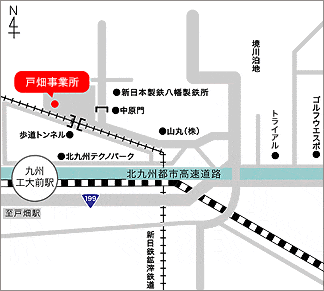 N
戸畑事業所
新日本製鉄八幡製鉄所
中原門
境川泊地
歩道トンネル
山丸(株)
トライアル
ゴルフウエスポ
北九州テクノパーク
九州
工大前駅
北九州都市高速道路
至戸畑駅
199
新日鉄鉱滓鉄道